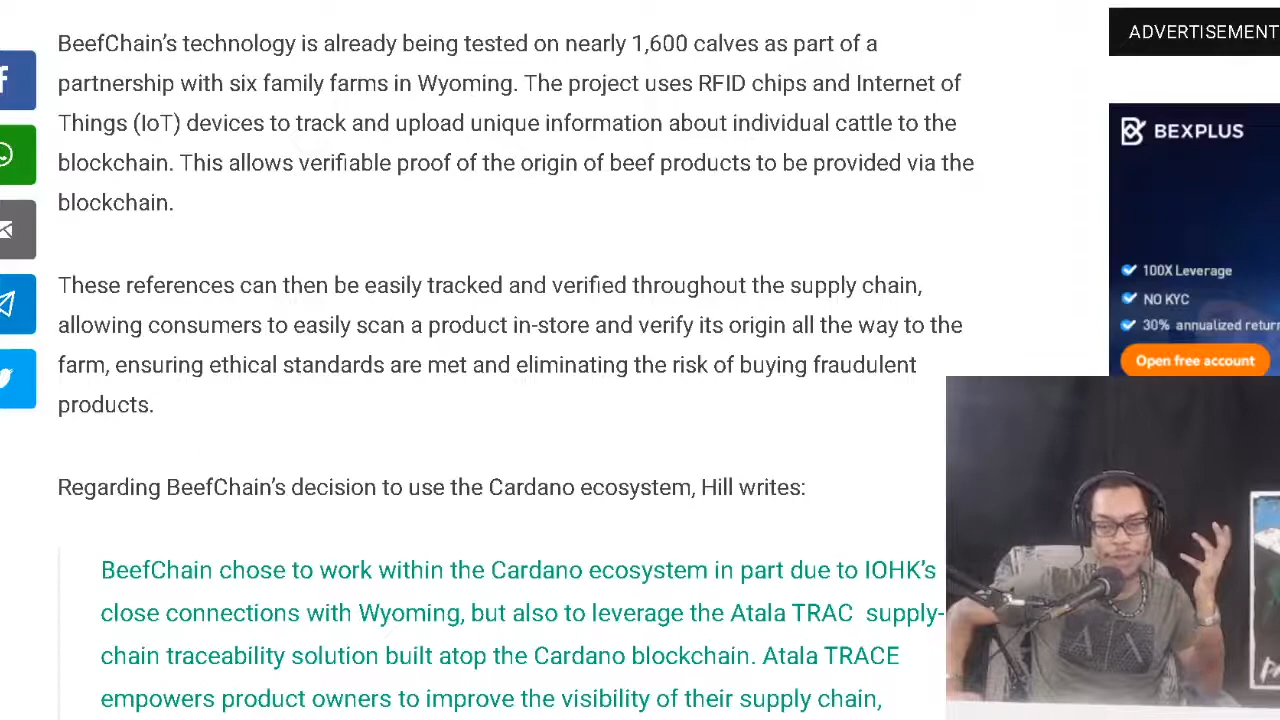 BeefChain’s technology is already being tested on nearly 1,600 calves as part of a
partnership with six family farms in Wyoming. The project uses RFID chips and Internet of
Things (IoT) devices to track and upload unique information about individual cattle to the
blockchain. This allows verifiable proof of the origin of beef products to be provided via the
blockchain.
These references can then be easily tracked and verified throughout the supply chain,
allowing consumers to easily scan a product in-store and verify its origin all the way to the
farm, ensuring ethical standards are met and eliminating the risk of buying fraudulent
products.
Regarding BeefChain’s decision to use the Cardano ecosystem, Hill writes:
BeefChain chose to work within the Cardano ecosystem in part due to IOHK’s
close connections with Wyoming, but also to leverage the Atala TRAC supply-
chain traceability solution built atop the Cardano blockchain. Atala TRACE
empowers product owners to improve the visibility of their supply chain,
ADVERTISEMENT
BEXPLUS
100X Leverage
NO KYC
30% annualized return
Open free account